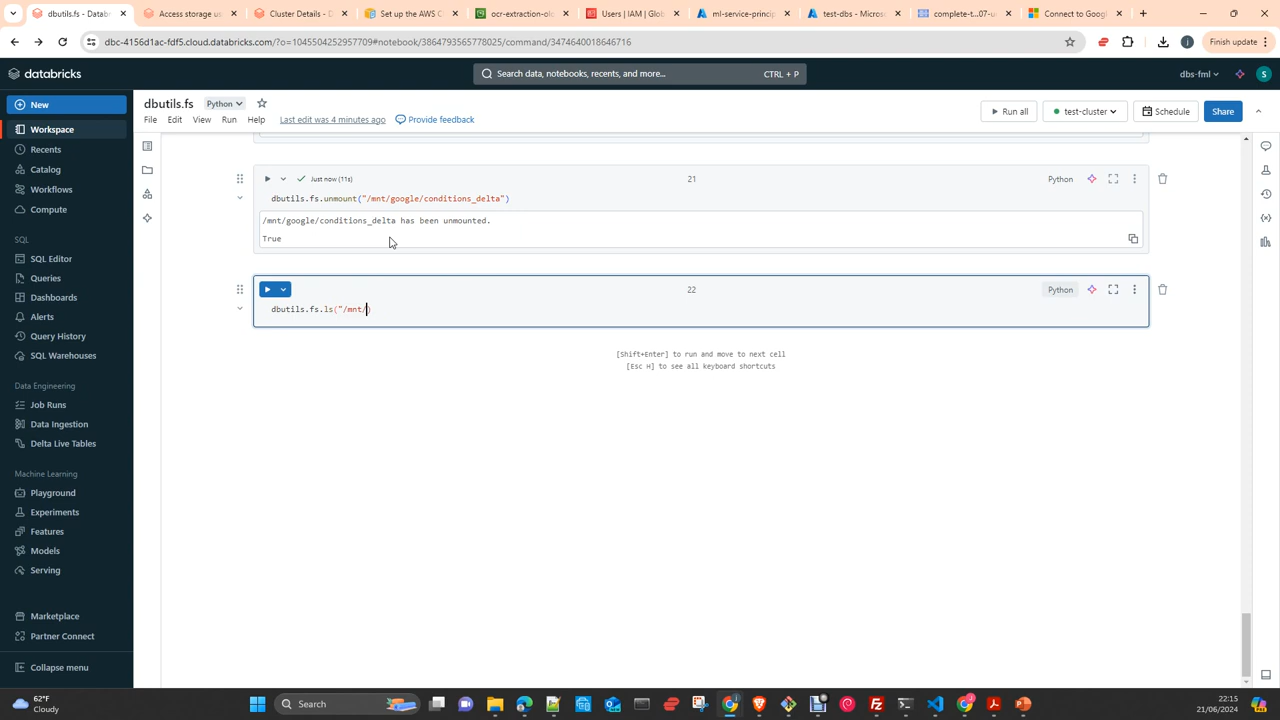 dbutils.fs - Databricks
Access storage us
Cluster Details - D
Set up the AWS C
ocr-extraction-olo
Users | IAM | Glob
ml-service-princip
test-dbs - Micros
complete-t...07-u
Connect to Goog
dbc-4156d1ac-fdf5.cloud.databricks.com/?o=1045504252957709#notebook/3864793565778025/command/3474640018646716
Finish update
databricks
Search data, notebooks, recents, and more...
CTRL + P
dbs-fml
S
New
Workspace
Recents
Catalog
Workflows
Compute
SQL
SQL Editor
Queries
Dashboards
Alerts
Query History
SQL Warehouses
Data Engineering
Job Runs
Data Ingestion
Delta Live Tables
Machine Learning
Playground
Experiments
Features
Models
Serving
Marketplace
Partner Connect
Collapse menu
dbutils.fs
Python
File Edit View Run Help
Last edit was 4 minutes ago
Provide feedback
Run all
test-cluster
Schedule
Share
Just now (11s)
21
Python
dbutils.fs.unmount("/mnt/google/conditions_delta")
/mnt/google/conditions_delta has been unmounted.
True
22
Python
dbutils.fs.ls("/mnt/)
[Shift+Enter] to run and move to next cell
[Esc H] to see all keyboard shortcuts
62°F
Cloudy
Search
22:15
21/06/2024